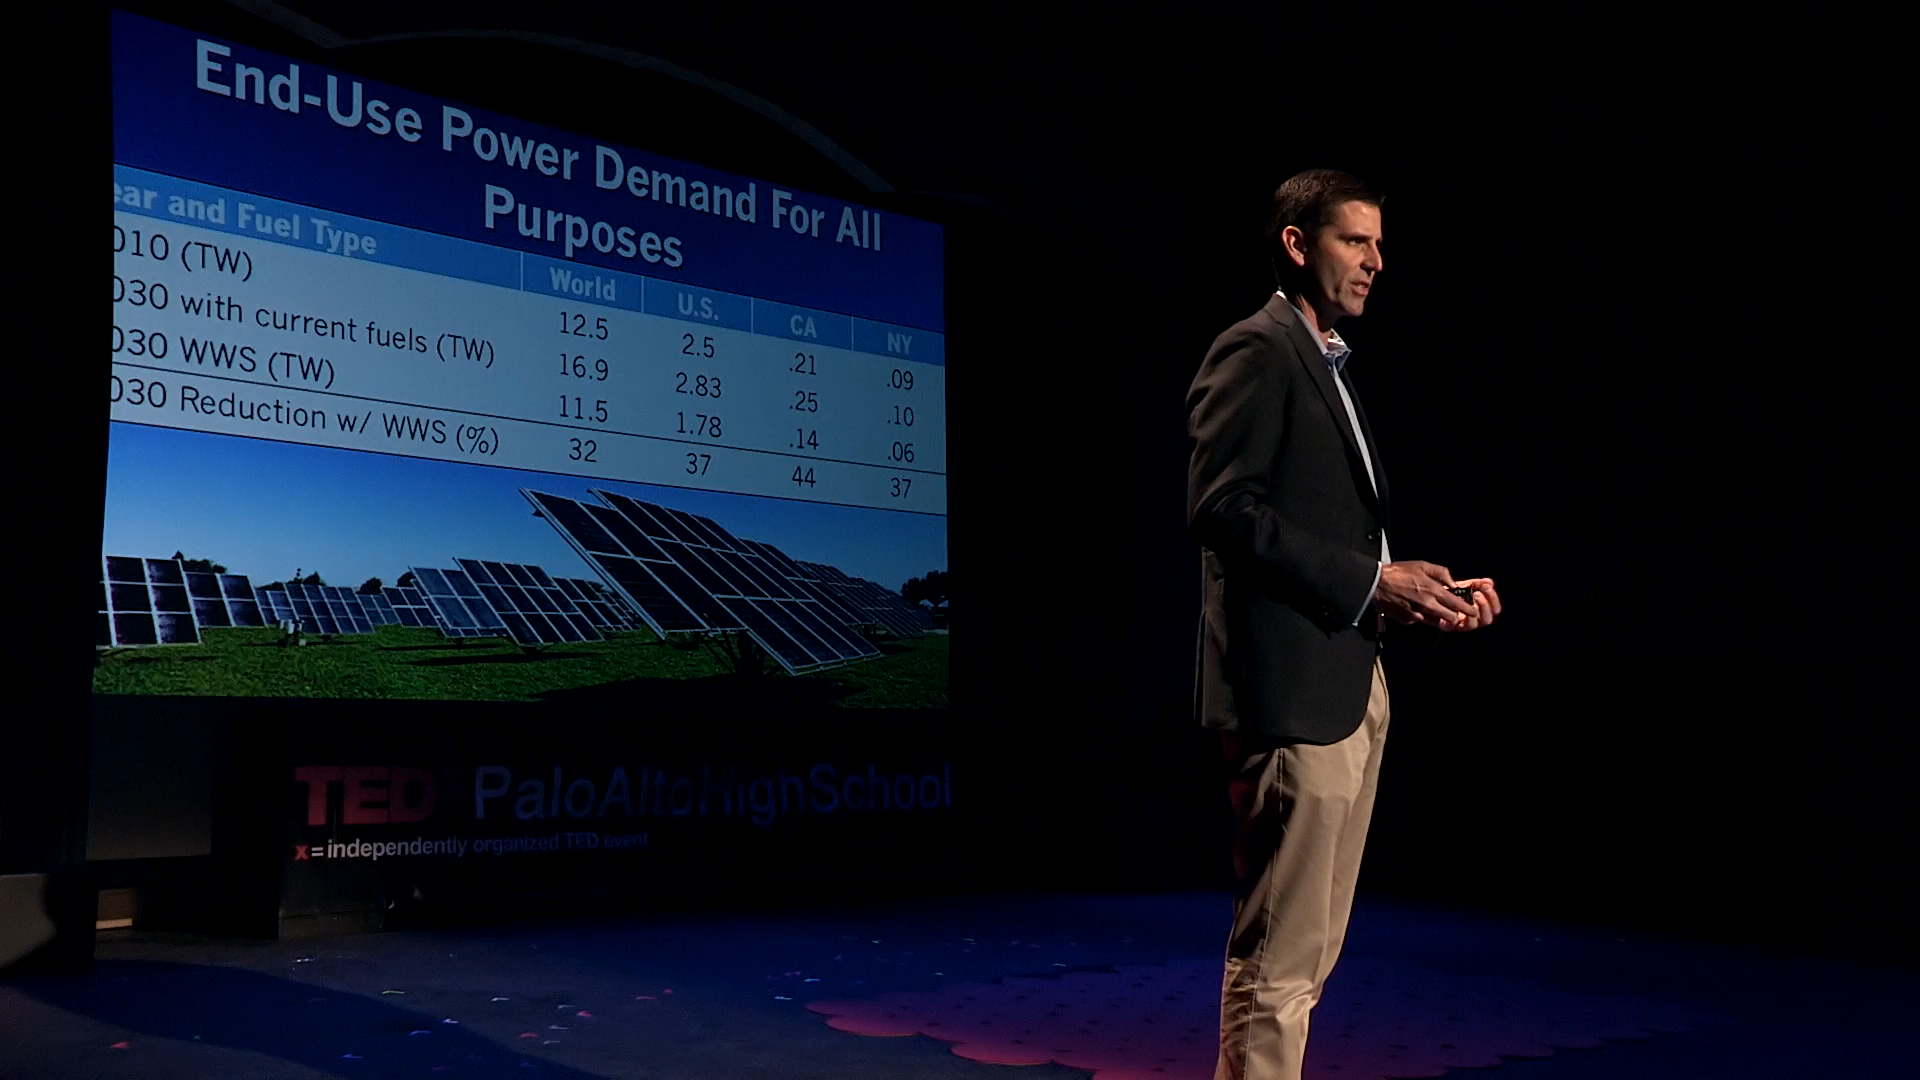 End-Use Power Demand For All
Purposes
ear and Fuel Type World U.S. CA NY
010 (TW) 12.5 2.5 .21 .09
030 with current fuels (TW) 16.9 2.83 .25 .10
030 WWS (TW) 11.5 1.78 .14 .06
030 Reduction w/ WWS (%) 32 37 44 37
TEDx PaloAltoHighSchool
x=independently organized TED event